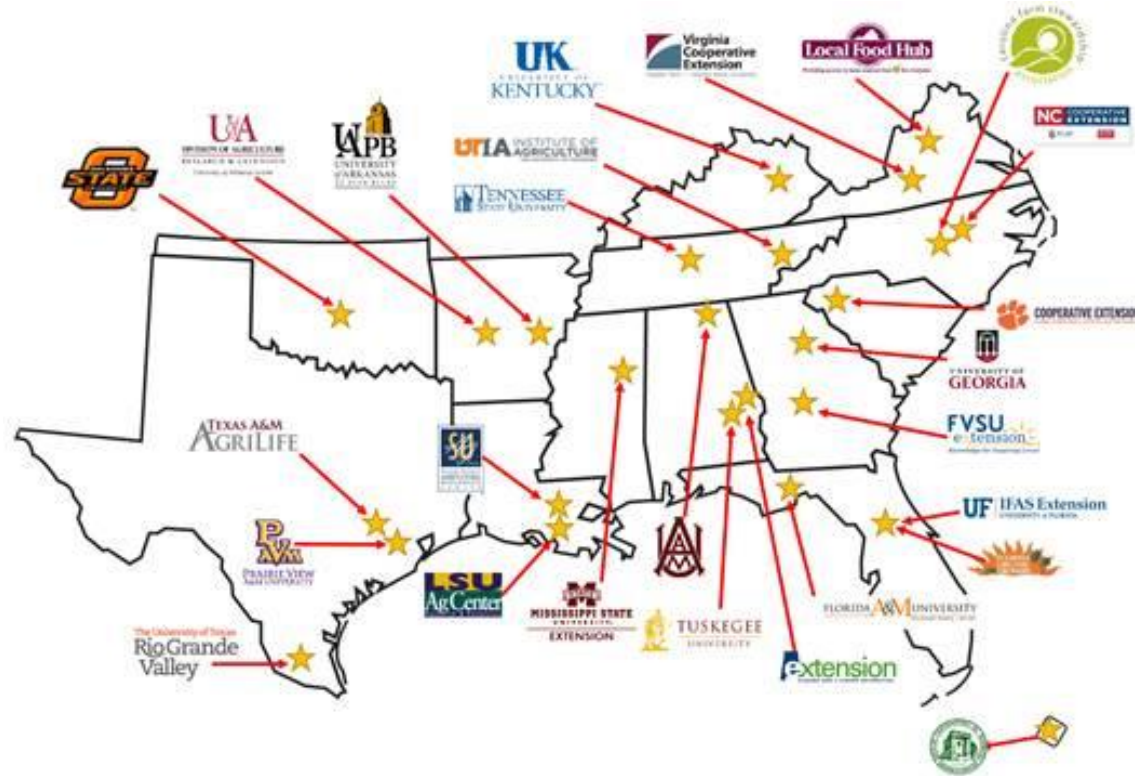 UK
UNIVERSITY OF
KENTUCKY
Virginia
Cooperative
Extension
Local Food Hub
NC COOPERATIVE
EXTENSION
U of A
DIVISION OF AGRICULTURE
RESEARCH & EXTENSION
UAPB
UNIVERSITY
of ARKANSAS
STATE
UTIA INSTITUTE OF
AGRICULTURE
TENNESSEE
STATE UNIVERSITY
COOPERATIVE EXTENSION
UNIVERSITY OF
GEORGIA
FVSU
extension
TEXAS A&M
AGRILIFE
SU
UF IFAS Extension
UNIVERSITY of FLORIDA
PVAMU
PRAIRIE VIEW
A&M UNIVERSITY
LSU
AgCenter
MISSISSIPPI STATE
UNIVERSITY
EXTENSION
AAM
TUSKEGEE
UNIVERSITY
FLORIDA A&M UNIVERSITY
extension
The University of Texas
Rio Grande
Valley